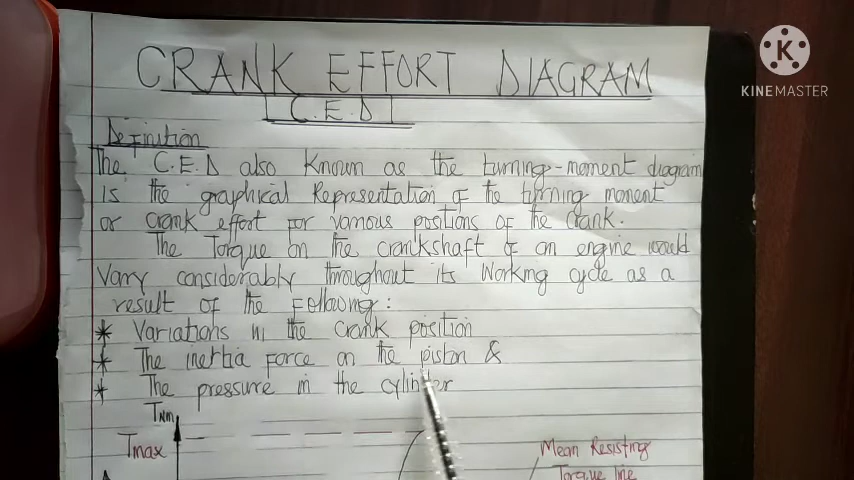 CRANK EFFORT DIAGRAM
C.E.D
Definition
The C.E.D also known as the turning-moment diagram
is the graphical Representation of the turning moment
or crank effort for various positions of the crank.
The Torque on the crankshaft of an engine would
Vary considerably throughout its working cycle as a
result of the following:
* Variations in the crank position
* The inertia force on the piston &
* The pressure in the cylinder
TNm
Tmax
Mean Resisting
Torque line
K
KINEMASTER